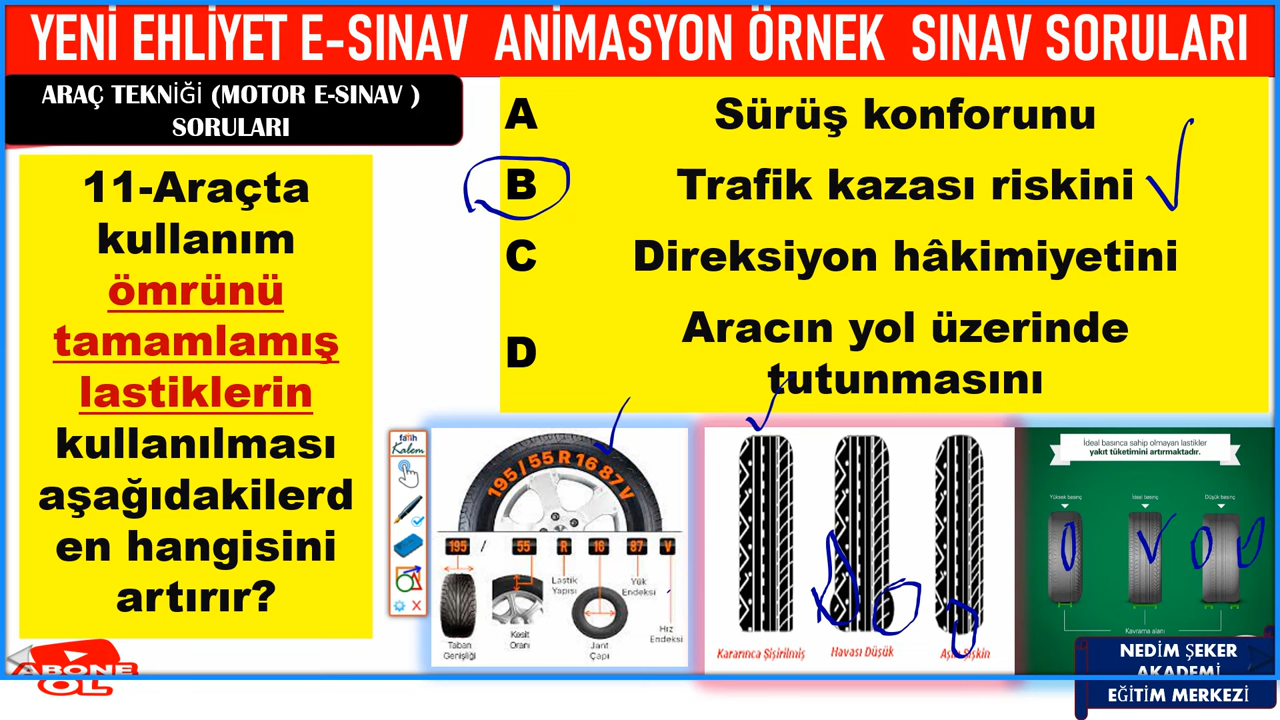 YENİ EHLİYET E-SINAV ANİMASYON ÖRNEK SINAV SORULARI
ARAÇ TEKNİĞİ (MOTOR E-SINAV )
SORULARI
11-Araçta
kullanım
ömrünü
tamamlamış
lastiklerin
kullanılması
aşağıdakilerd
en hangisini
artırır?
A Sürüş konforunu
B Trafik kazası riskini
C Direksiyon hâkimiyetini
D Aracın yol üzerinde
tutunmasını
fatih
Kalem
195 / 55 R 16 87 V
195 / 55 R 16 87 V
Lastik
Yapısı
Yük
Endeksi
Taban
Genişliği
Kesit
Oranı
Jant
Çapı
Hız
Endeksi
Kararınca Şişirilmiş
Havası Düşük
Aşırı Şişkin
İdeal basınca sahip olmayan lastikler
yakıt tüketimini artırmaktadır.
Yüksek basınç
İdeal basınç
Düşük basınç
Kavrama alanı
ABONE
OL
NEDİM ŞEKER
AKADEMİ
EĞİTİM MERKEZİ